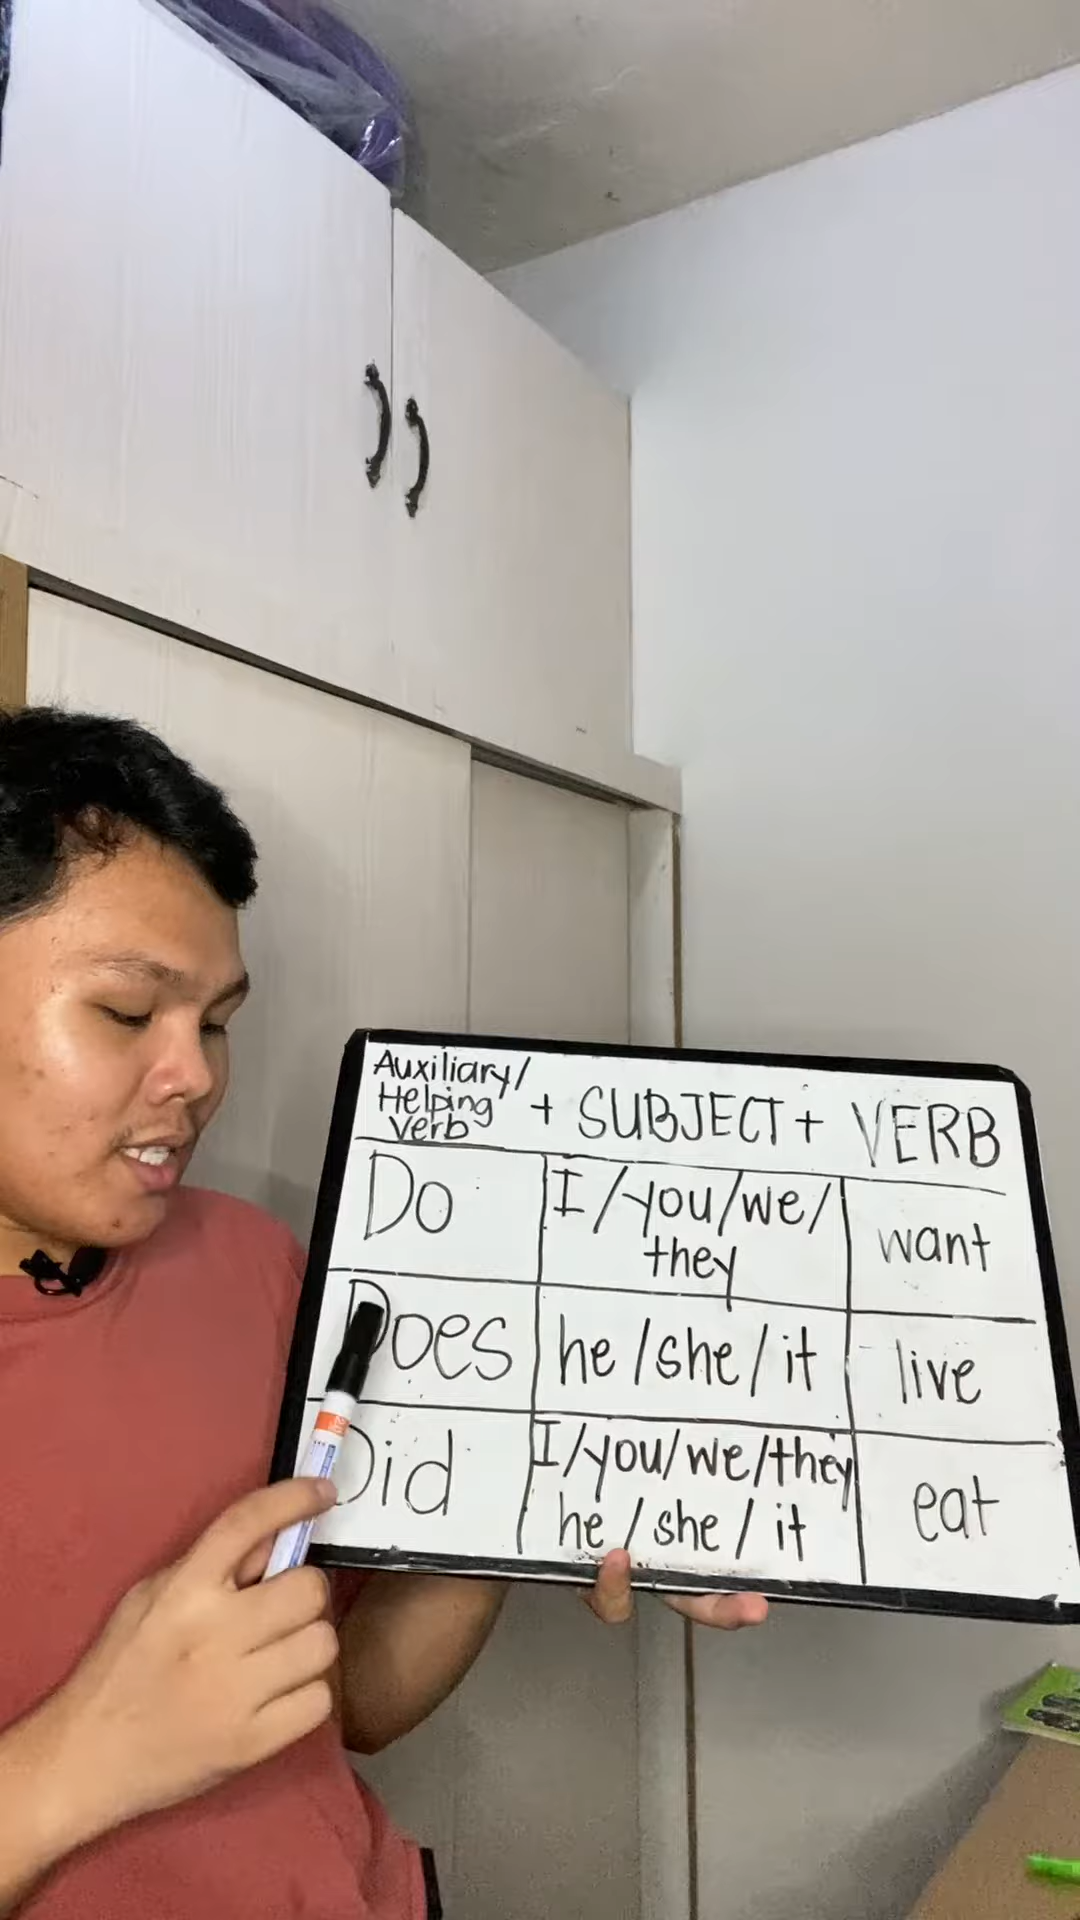 Auxiliary/
Helping
verb
+ SUBJECT + VERB
Do
I/you/we/
they
want
Does
he/she/it
live
Did
I/you/we/they
he/she/it
eat